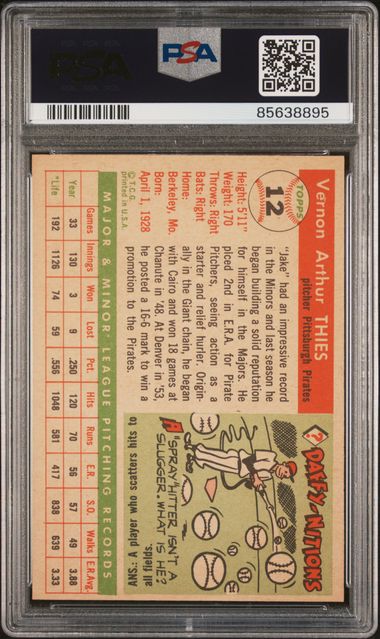 PSA
PSA
85638895
TOPPS
12
Vernon Arthur THIES
pitcher Pittsburgh Pirates
Height: 5'11"
Weight: 170
Throws: Right
Bats: Right
Home:
Berkeley, Mo.
Born:
April 1, 1928
© T.C.G.
printed in U.S.A.
"Jake" had an impressive record
in the Minors and last season he
began building a solid reputation
for himself in the Majors. He
placed 2nd in E.R.A. for Pirate
Pitchers, seeing action as a
starter and relief hurler. Origin
ally in the Giant chain, he began
with Cairo and won 18 games at
Chanute in '48. At Denver in '53,
he posted a 16-6 mark to win a
promotion to the Pirates.
? DAFFY-NITIONS
A "SPRAY" HITTER ISN'T A
SLUGGER. WHAT IS HE?
ANS.: A player who scatters hits to
all fields.
MAJOR & MINOR LEAGUE PITCHING RECORDS
Games Innings Won Lost Pct. Hits Runs E.R. S.O. Walks E.R.Avg.
Year 33 130 3 9 .250 120 70 56 57 49 3.88
*Life 192 1126 74 59 .556 1048 581 417 838 639 3.33